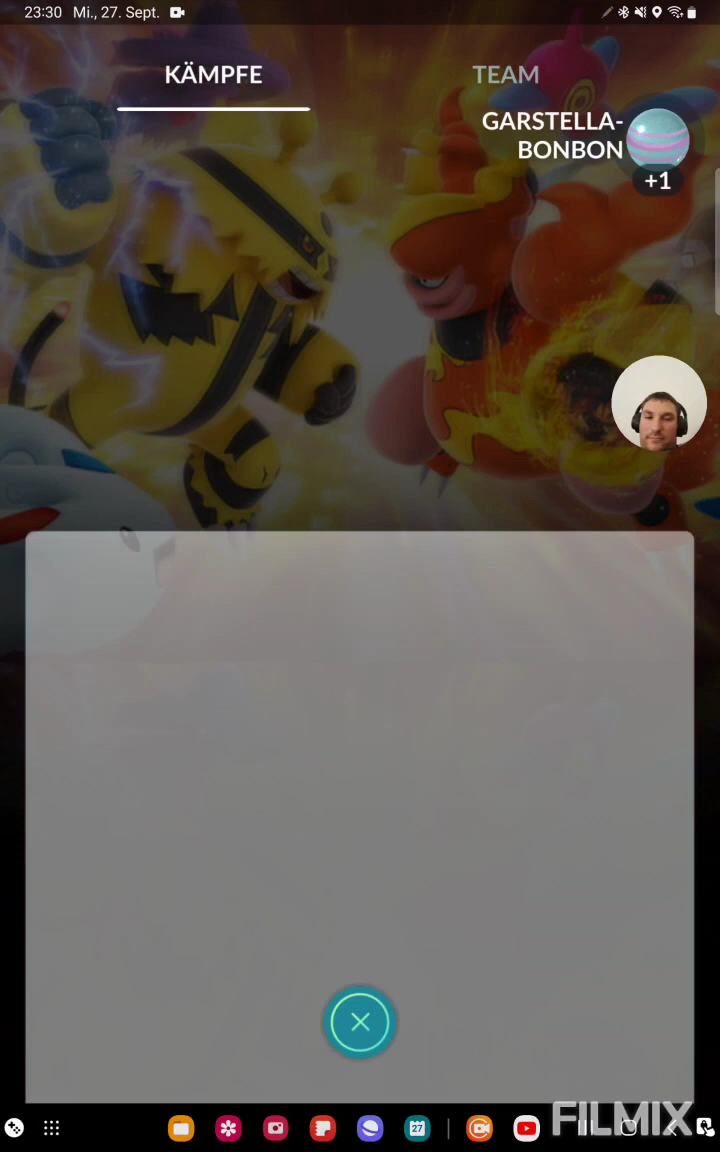 23:30 Mi., 27. Sept.
KÄMPFE
TEAM
GARSTELLA-
BONBON
+1
27
FILMIX